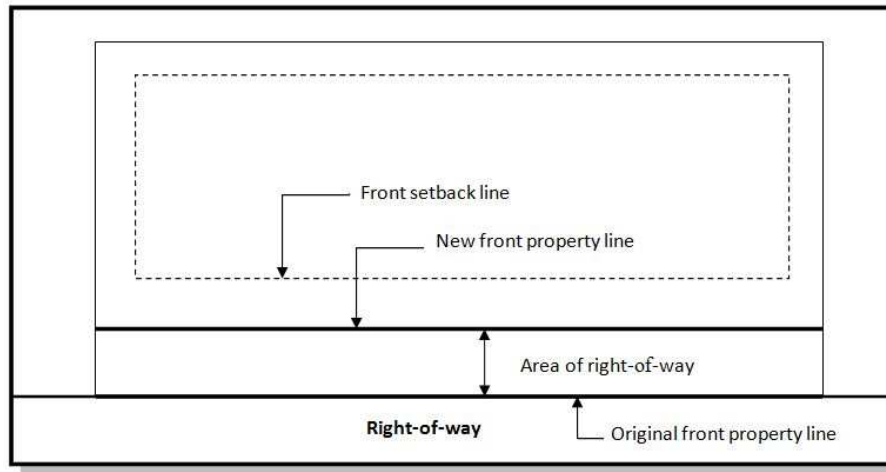 Front setback line
New front property line
Area of right-of-way
Right-of-way
Original front property line